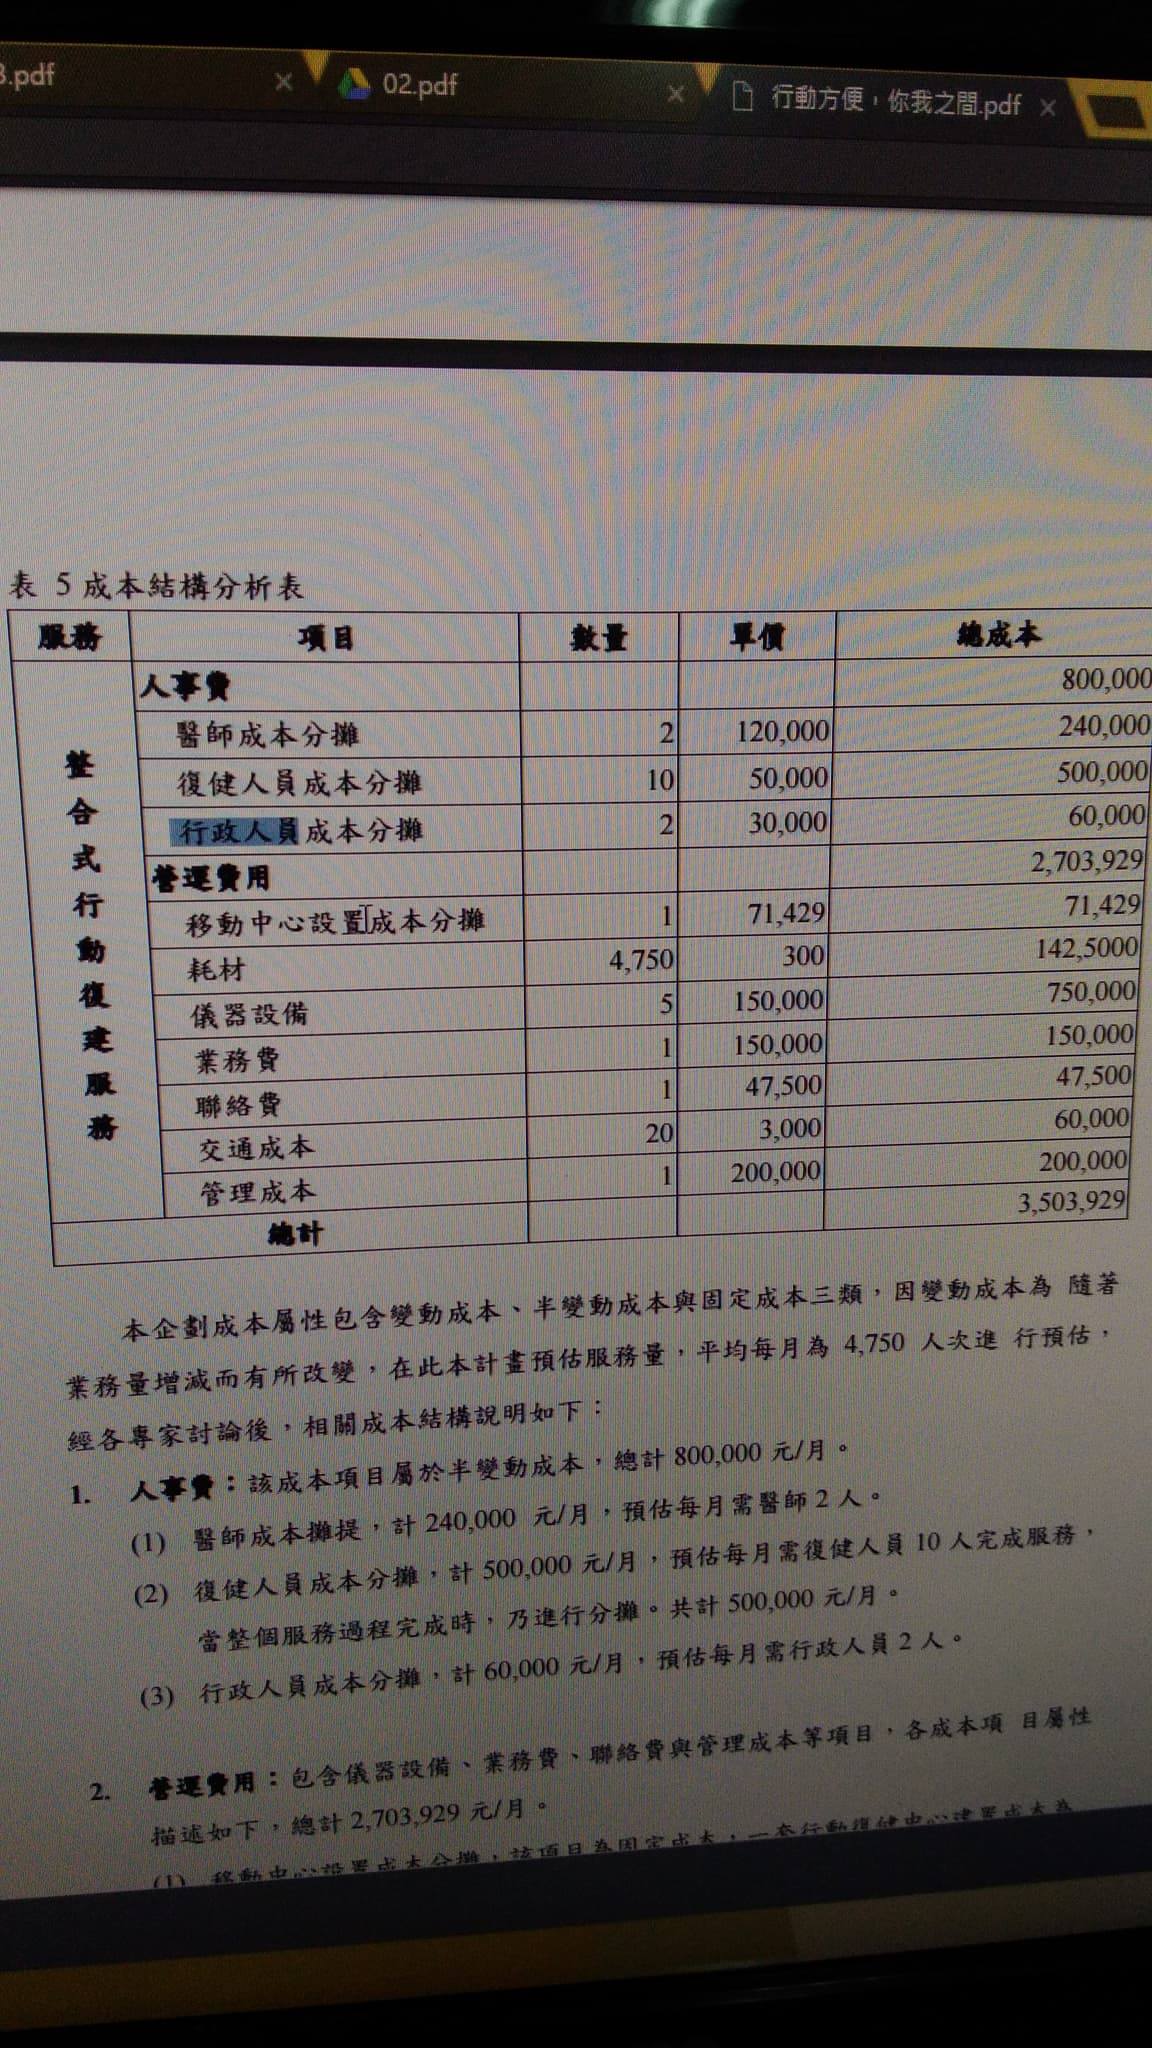 3.pdf
02.pdf
行動方便，你我之間.pdf
表 5 成本結構分析表
服務 項目 數量 單價 總成本
整合式行動復建服務
人事費 800,000
醫師成本分攤 2 120,000 240,000
復健人員成本分攤 10 50,000 500,000
行政人員成本分攤 2 30,000 60,000
營運費用 2,703,929
移動中心設置成本分攤 1 71,429 71,429
耗材 4,750 300 142,5000
儀器設備 5 150,000 750,000
業務費 1 150,000 150,000
聯絡費 1 47,500 47,500
交通成本 20 3,000 60,000
管理成本 1 200,000 200,000
總計 3,503,929
本企劃成本屬性包含變動成本、半變動成本與固定成本三類，因變動成本為 隨著
業務量增減而有所改變，在此本計畫預估服務量，平均每月為 4,750 人次進 行預估，
經各專家討論後，相關成本結構說明如下：
1. 人事費：該成本項目屬於半變動成本，總計 800,000 元/月。
(1) 醫師成本攤提，計 240,000 元/月，預估每月需醫師 2 人。
(2) 復健人員成本分攤，計 500,000 元/月，預估每月需復健人員 10 人完成服務，
當整個服務過程完成時，乃進行分攤。共計 500,000 元/月。
(3) 行政人員成本分攤，計 60,000 元/月，預估每月需行政人員 2 人。
2. 營運費用：包含儀器設備、業務費、聯絡費與管理成本等項目，各成本項 目屬性
描述如下，總計 2,703,929 元/月。
(1) 移動中心設置成本分攤，該項目為固定成本，一套行動復健中心建置成本為